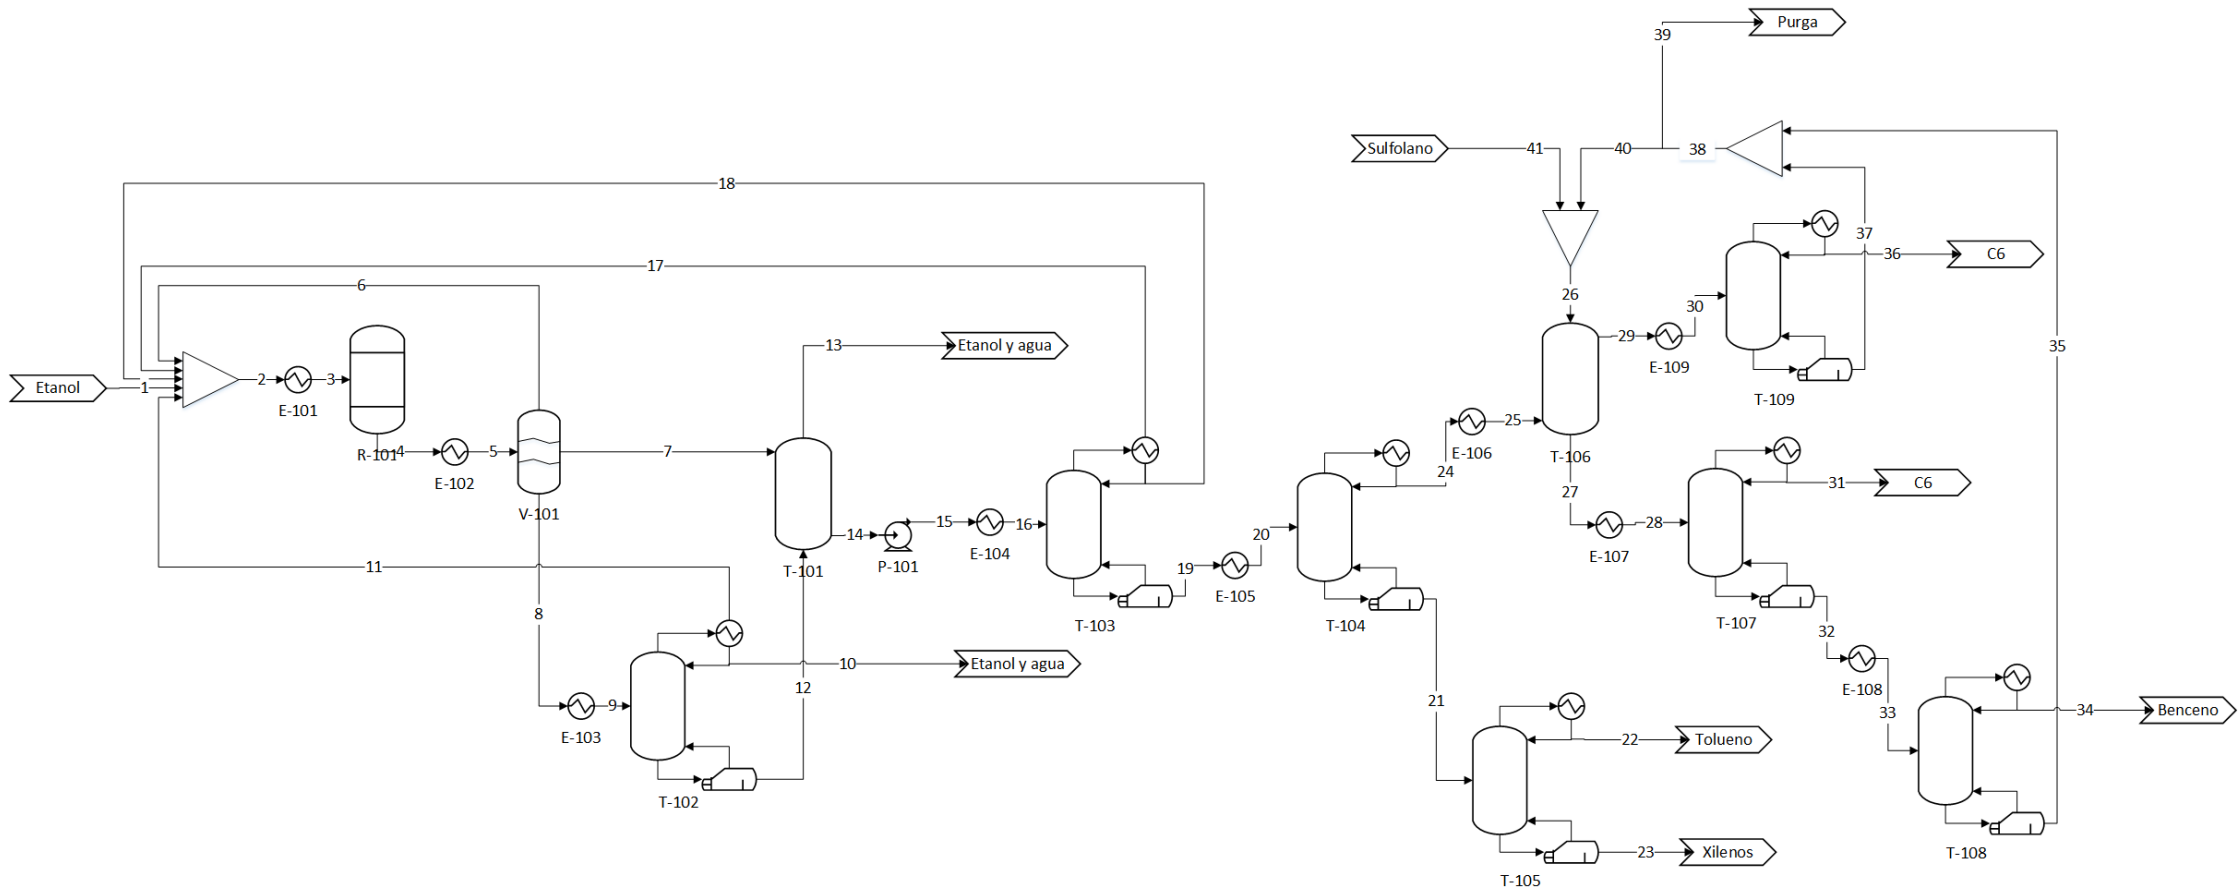 Purga
39
Sulfolano
41
40
38
18
37
36
C6
17
6
26
30
29
E-109
35
13
Etanol y agua
Etanol
1
2
3
E-101
T-109
R-101
4
5
E-102
V-101
7
25
E-106
24
T-106
31
C6
27
28
E-107
14
15
16
P-101
E-104
20
T-101
19
E-105
11
8
T-103
T-104
T-107
32
10
Etanol y agua
12
E-108
33
21
9
E-103
34
Benceno
22
Tolueno
T-102
23
Xilenos
T-108
T-105